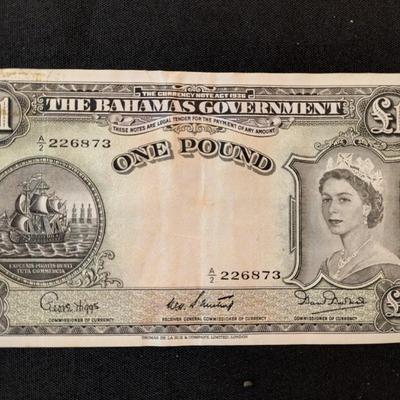 THE CURRENCY NOTE ACT 1936
THE BAHAMAS GOVERNMENT
THESE NOTES ARE LEGAL TENDER FOR THE PAYMENT OF ANY AMOUNT
1
£1
A/2 226873
ONE POUND
EXPULSIS PIRATIS RESTI
TUTA COMMERCIA
A/2 226873
COMMISSIONER OF CURRENCY
RECEIVER GENERAL COMMISSIONER OF CURRENCY
COMMISSIONER OF CURRENCY
THOMAS DE LA RUE & COMPANY, LIMITED, LONDON